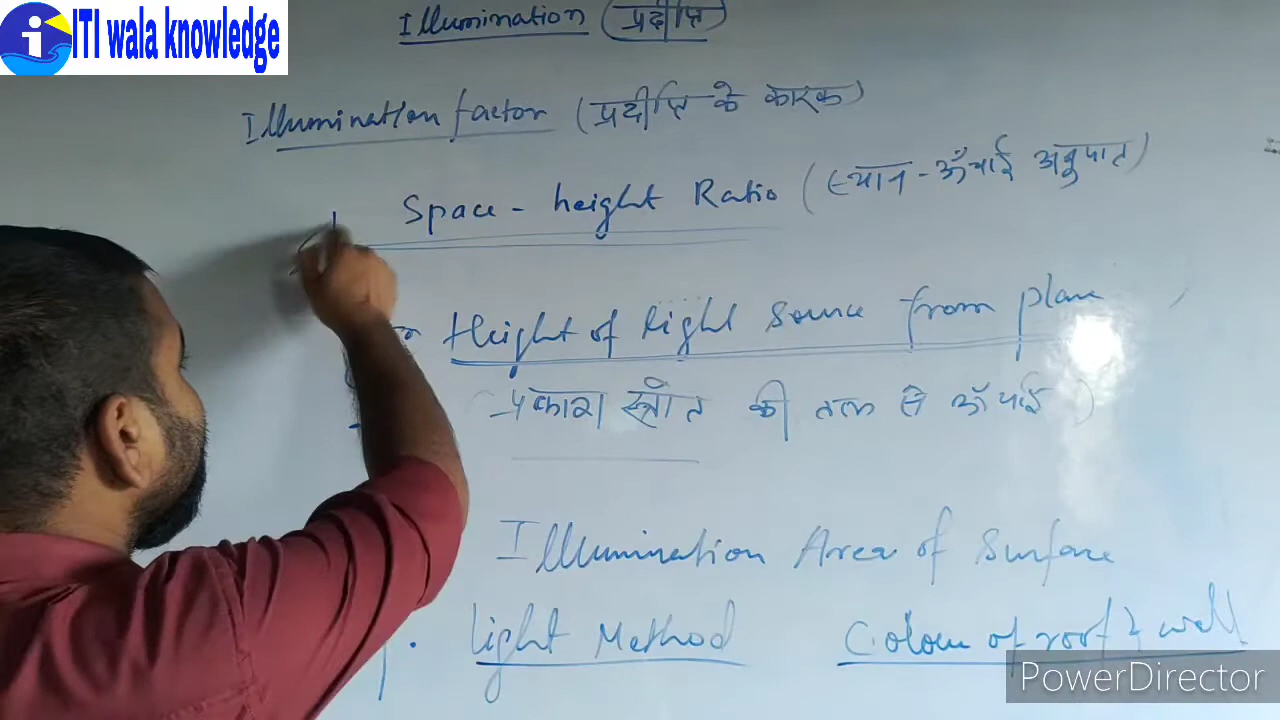 ITI wala knowledge
Illumination (प्रदीप्ति)
Illumination factor (प्रदीप्ति के कारक)
Space - height Ratio (स्थान - ऊँचाई अनुपात)
Height of light Source from plane
प्रकाश स्त्रोत की तल से ऊँचाई)
Illumination Area of Surface
light Method Colour of roof & wall
PowerDirector